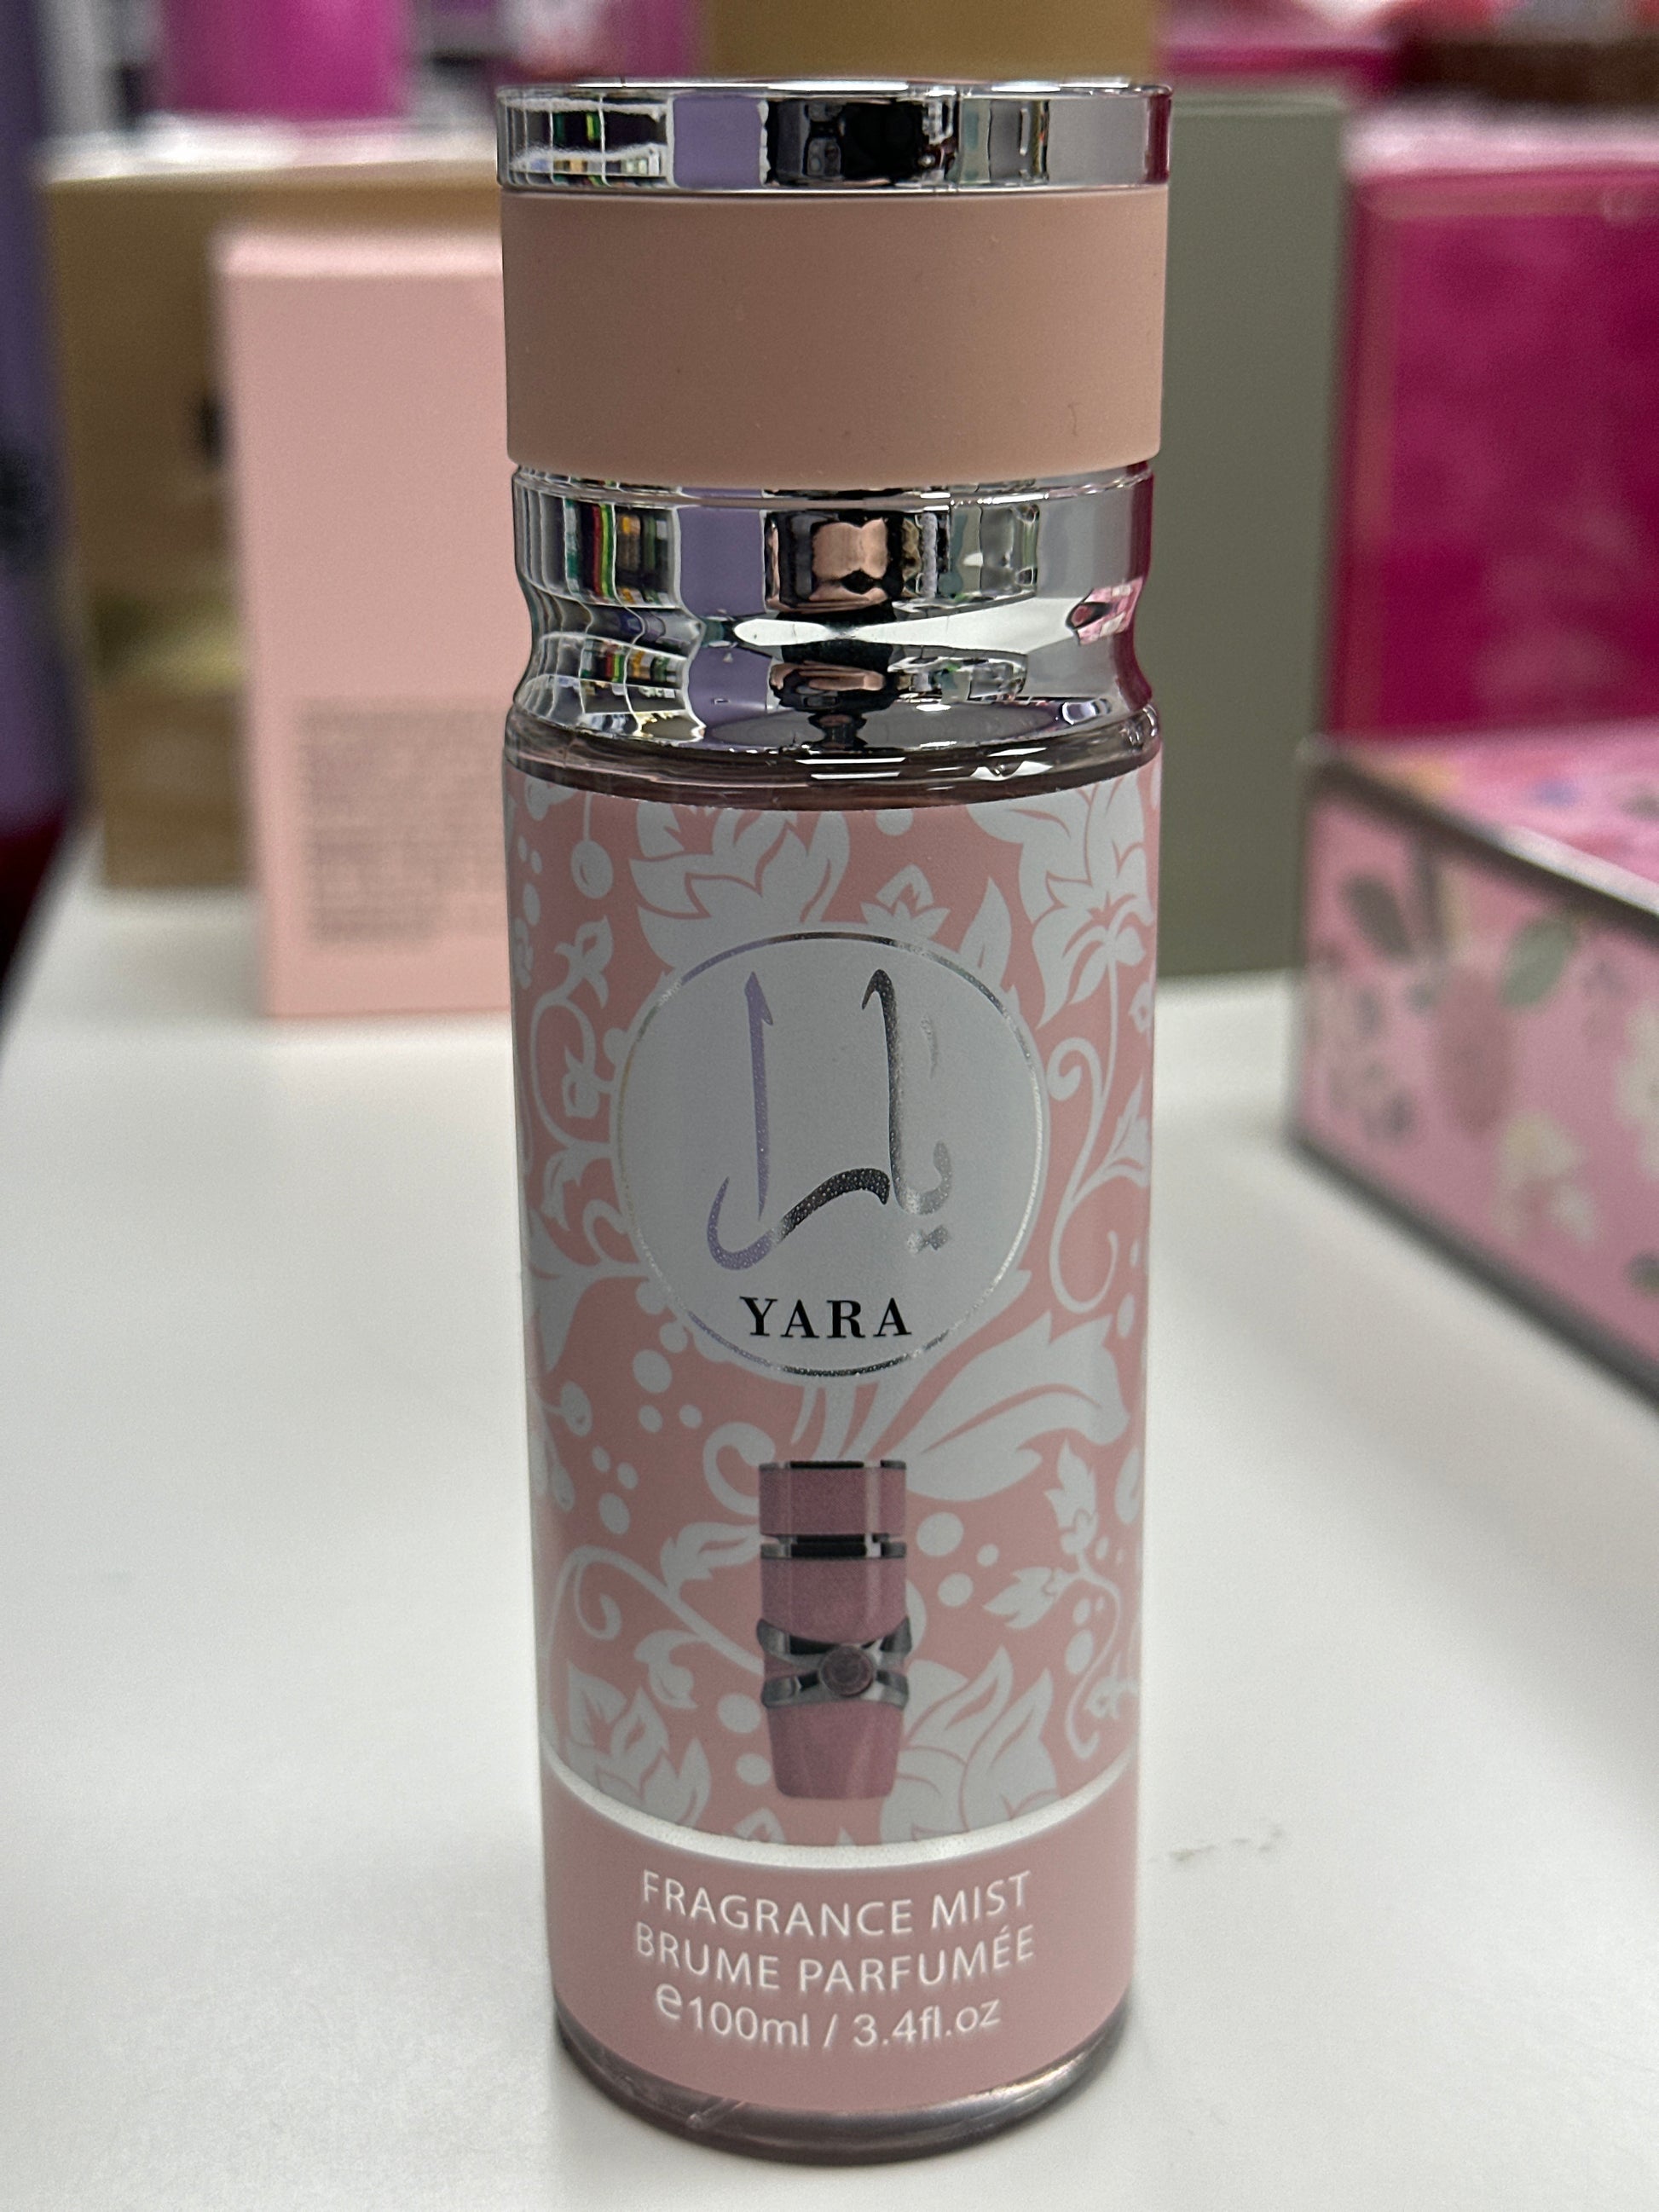 يارا
YARA
FRAGRANCE MIST
BRUME PARFUMÉE
℮100ml / 3.4fl.oz